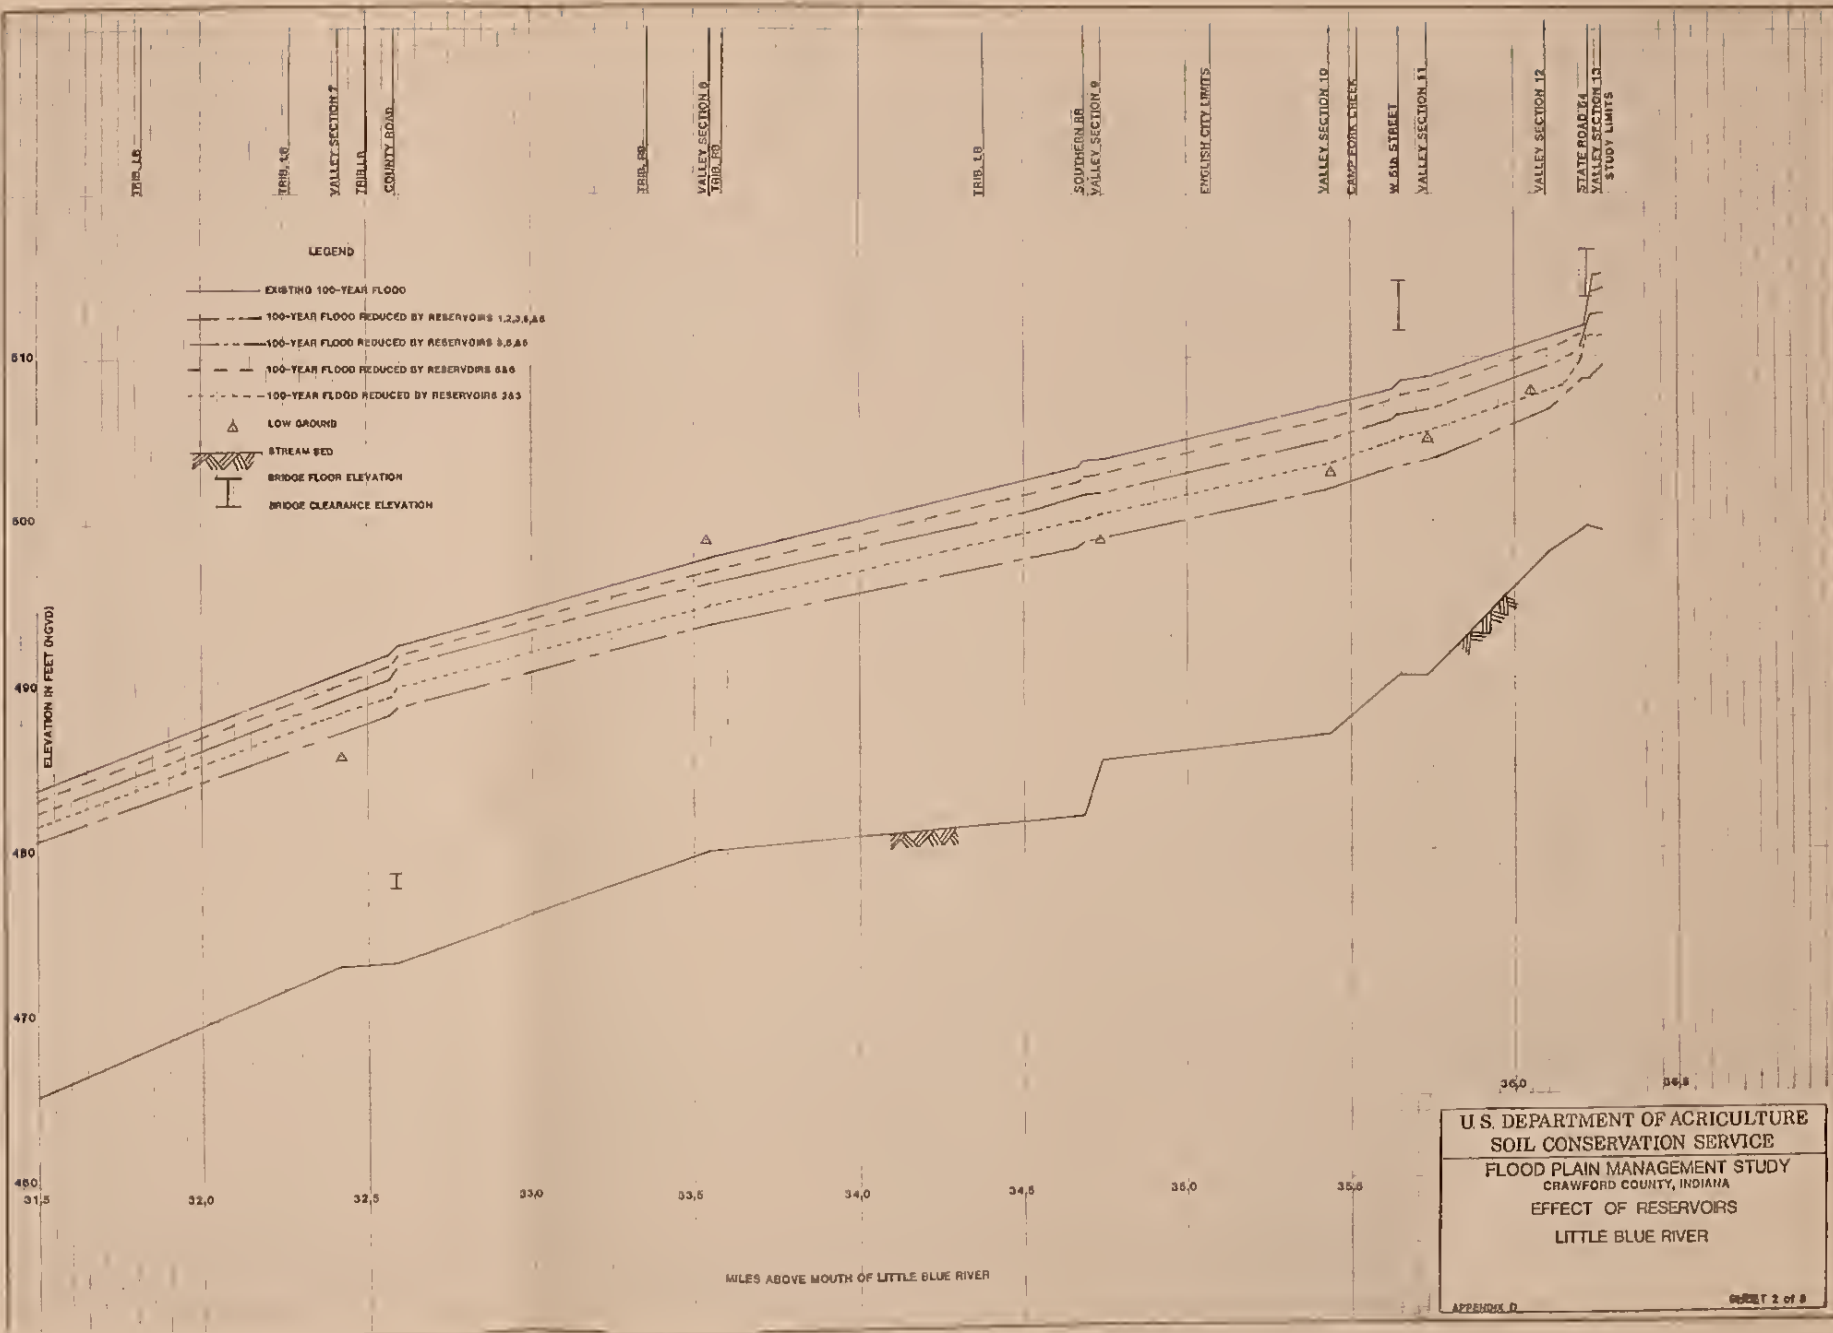 TRIB. LB
TRIB. LB
VALLEY SECTION 7
TRIB. LB
COUNTY ROAD
TRIB. RB
VALLEY SECTION 8
TRIB. RB
TRIB. LB
SOUTHERN RR
VALLEY SECTION 9
ENGLISH CITY LIMITS
VALLEY SECTION 10
CAMP FORK CREEK
W 5th STREET
VALLEY SECTION 11
VALLEY SECTION 12
STATE ROAD 64
VALLEY SECTION 13
STUDY LIMITS
LEGEND
EXISTING 100-YEAR FLOOD
100-YEAR FLOOD REDUCED BY RESERVOIRS 1,2,3,5,&6
100-YEAR FLOOD REDUCED BY RESERVOIRS 3,5,&6
100-YEAR FLOOD REDUCED BY RESERVOIRS 5&6
100-YEAR FLOOD REDUCED BY RESERVOIRS 2&3
LOW GROUND
STREAM BED
BRIDGE FLOOR ELEVATION
BRIDGE CLEARANCE ELEVATION
510
500
490
480
470
460
ELEVATION IN FEET (NGVD)
31.5
32.0
32.5
33.0
33.5
34.0
34.5
35.0
35.5
36.0
36.5
MILES ABOVE MOUTH OF LITTLE BLUE RIVER
U. S. DEPARTMENT OF AGRICULTURE
SOIL CONSERVATION SERVICE
FLOOD PLAIN MANAGEMENT STUDY
CRAWFORD COUNTY, INDIANA
EFFECT OF RESERVOIRS
LITTLE BLUE RIVER
APPENDIX D
SHEET 2 of